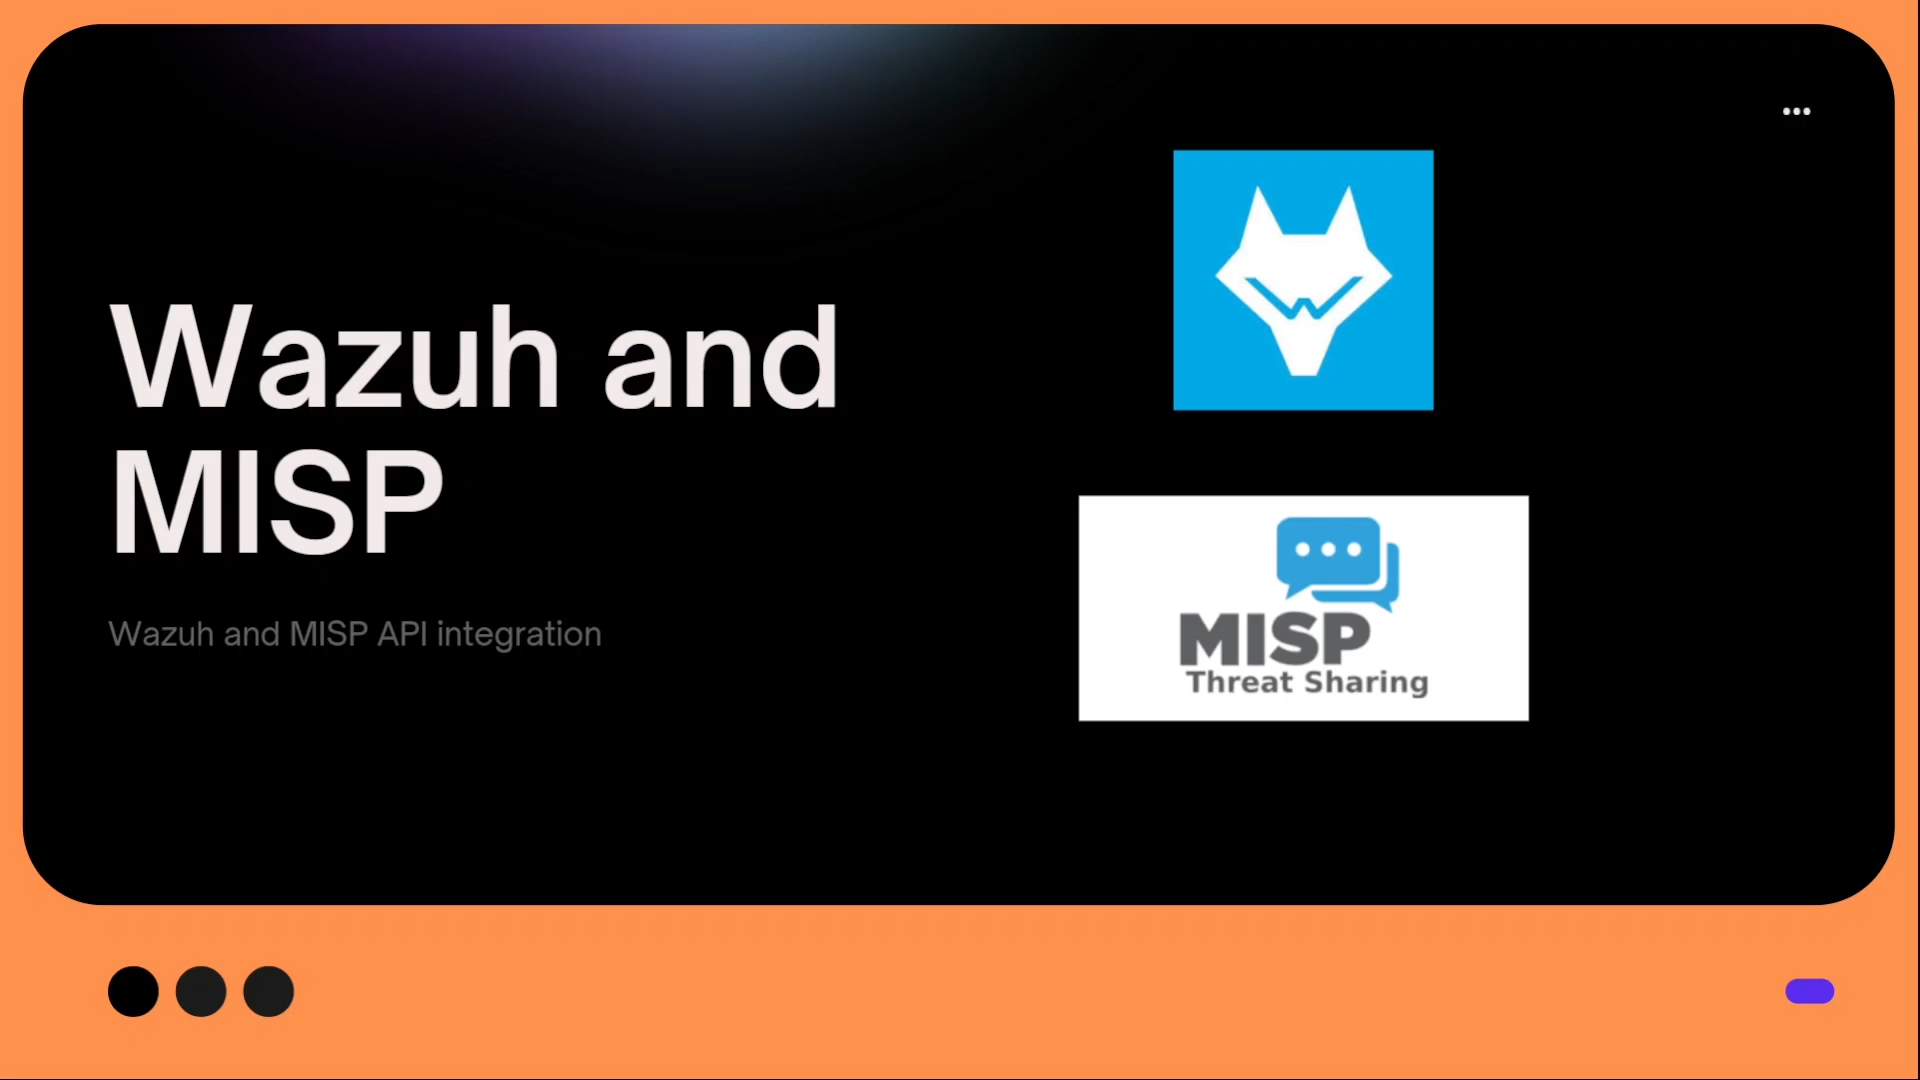 Wazuh and
MISP
Wazuh and MISP API integration
MISP
Threat Sharing